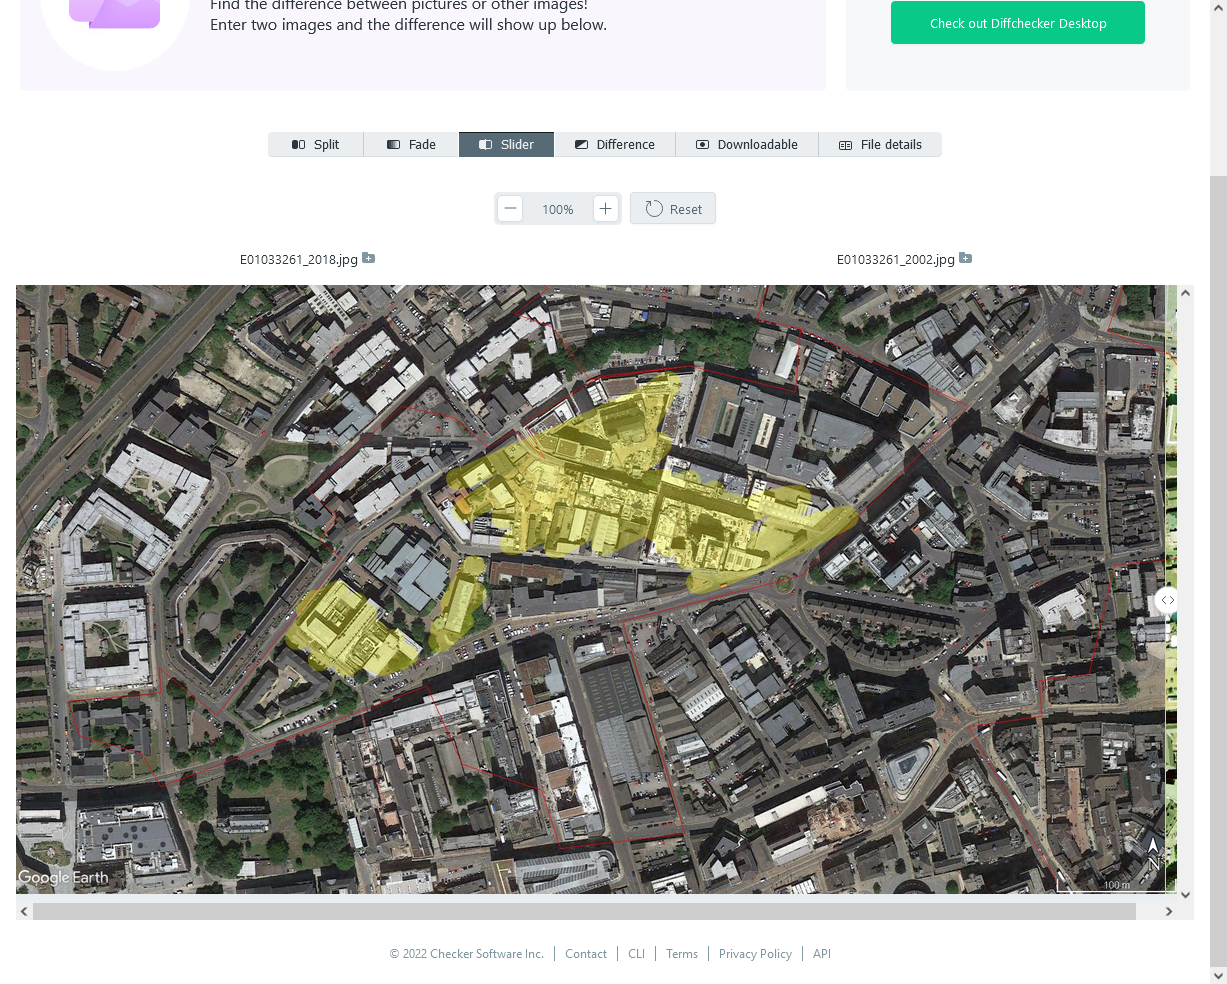 Find the difference between pictures or other images!
Enter two images and the difference will show up below.
Check out Diffchecker Desktop
Split
Fade
Slider
Difference
Downloadable
File details
100%
Reset
E01033261_2018.jpg
E01033261_2002.jpg
N
Google Earth
100 m
© 2022 Checker Software Inc. | Contact | CLI | Terms | Privacy Policy | API